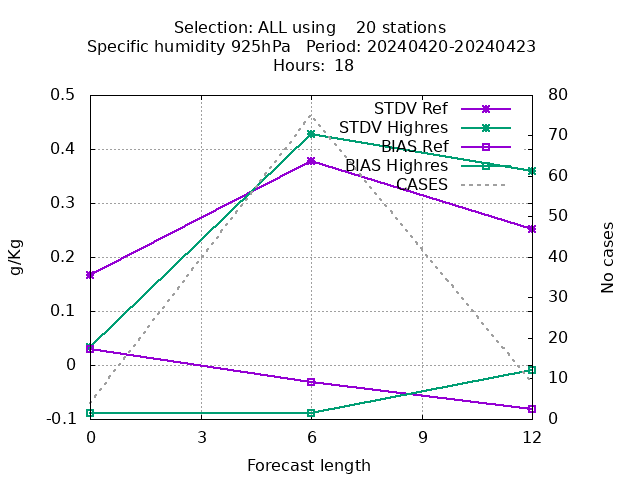 Selection: ALL using    20 stations
Specific humidity 925hPa   Period: 20240420-20240423
Hours:  18
0.5
0.4
0.3
0.2
0.1
0
-0.1
g/Kg
80
70
60
50
40
30
20
10
0
No cases
STDV Ref
STDV Highres
BIAS Ref
BIAS Highres
CASES
0 3 6 9 12
Forecast length